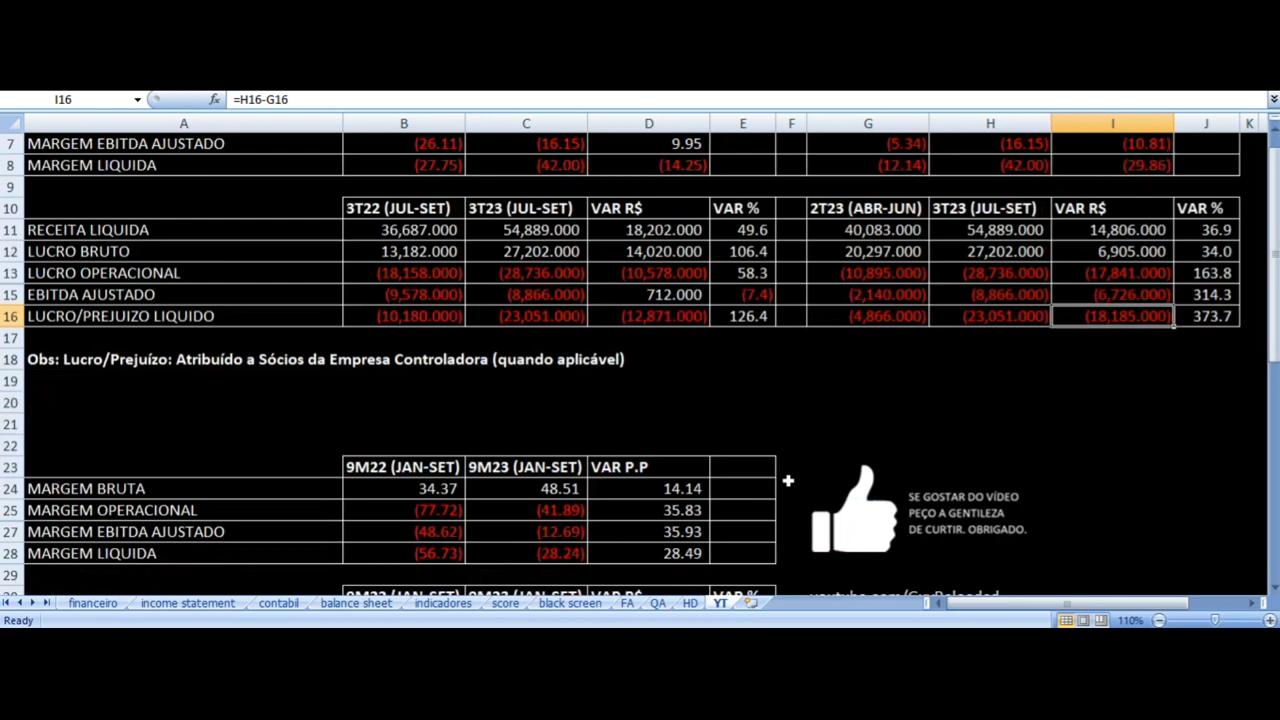 I16 fx =H16-G16
A B C D E F G H I J K
7 MARGEM EBITDA AJUSTADO (26.11) (16.15) 9.95 (5.34) (16.15) (10.81)
8 MARGEM LIQUIDA (27.75) (42.00) (14.25) (12.14) (42.00) (29.86)
9
10 3T22 (JUL-SET) 3T23 (JUL-SET) VAR R$ VAR % 2T23 (ABR-JUN) 3T23 (JUL-SET) VAR R$ VAR %
11 RECEITA LIQUIDA 36,687.000 54,889.000 18,202.000 49.6 40,083.000 54,889.000 14,806.000 36.9
12 LUCRO BRUTO 13,182.000 27,202.000 14,020.000 106.4 20,297.000 27,202.000 6,905.000 34.0
13 LUCRO OPERACIONAL (18,158.000) (28,736.000) (10,578.000) 58.3 (10,895.000) (28,736.000) (17,841.000) 163.8
15 EBITDA AJUSTADO (9,578.000) (8,866.000) 712.000 (7.4) (2,140.000) (8,866.000) (6,726.000) 314.3
16 LUCRO/PREJUIZO LIQUIDO (10,180.000) (23,051.000) (12,871.000) 126.4 (4,866.000) (23,051.000) (18,185.000) 373.7
17
18 Obs: Lucro/Prejuízo: Atribuído a Sócios da Empresa Controladora (quando aplicável)
19
20
21
22
23 9M22 (JAN-SET) 9M23 (JAN-SET) VAR P.P
24 MARGEM BRUTA 34.37 48.51 14.14
25 MARGEM OPERACIONAL (77.72) (41.89) 35.83
27 MARGEM EBITDA AJUSTADO (48.62) (12.69) 35.93
28 MARGEM LIQUIDA (56.73) (28.24) 28.49
29
SE GOSTAR DO VÍDEO
PEÇO A GENTILEZA
DE CURTIR. OBRIGADO.
9M22 (JAN-SET) 9M23 (JAN-SET) VAR R$ VAR %
financeiro income statement contabil balance sheet indicadores score black screen FA QA HD YT
Ready 110%